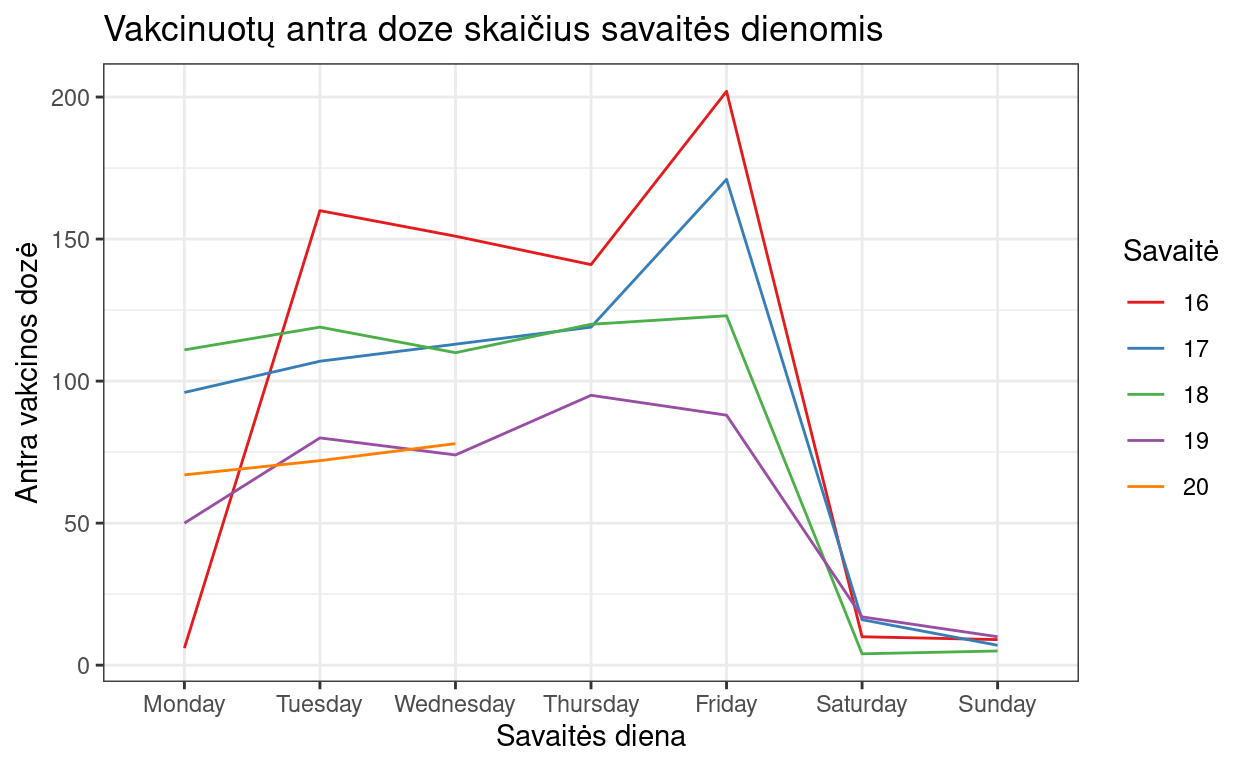 Vakcinuotų antra doze skaičius savaitės dienomis
Antra vakcinos dozė
200
150
100
50
0
Monday Tuesday Wednesday Thursday Friday Saturday Sunday
Savaitės diena
Savaitė
16
17
18
19
20